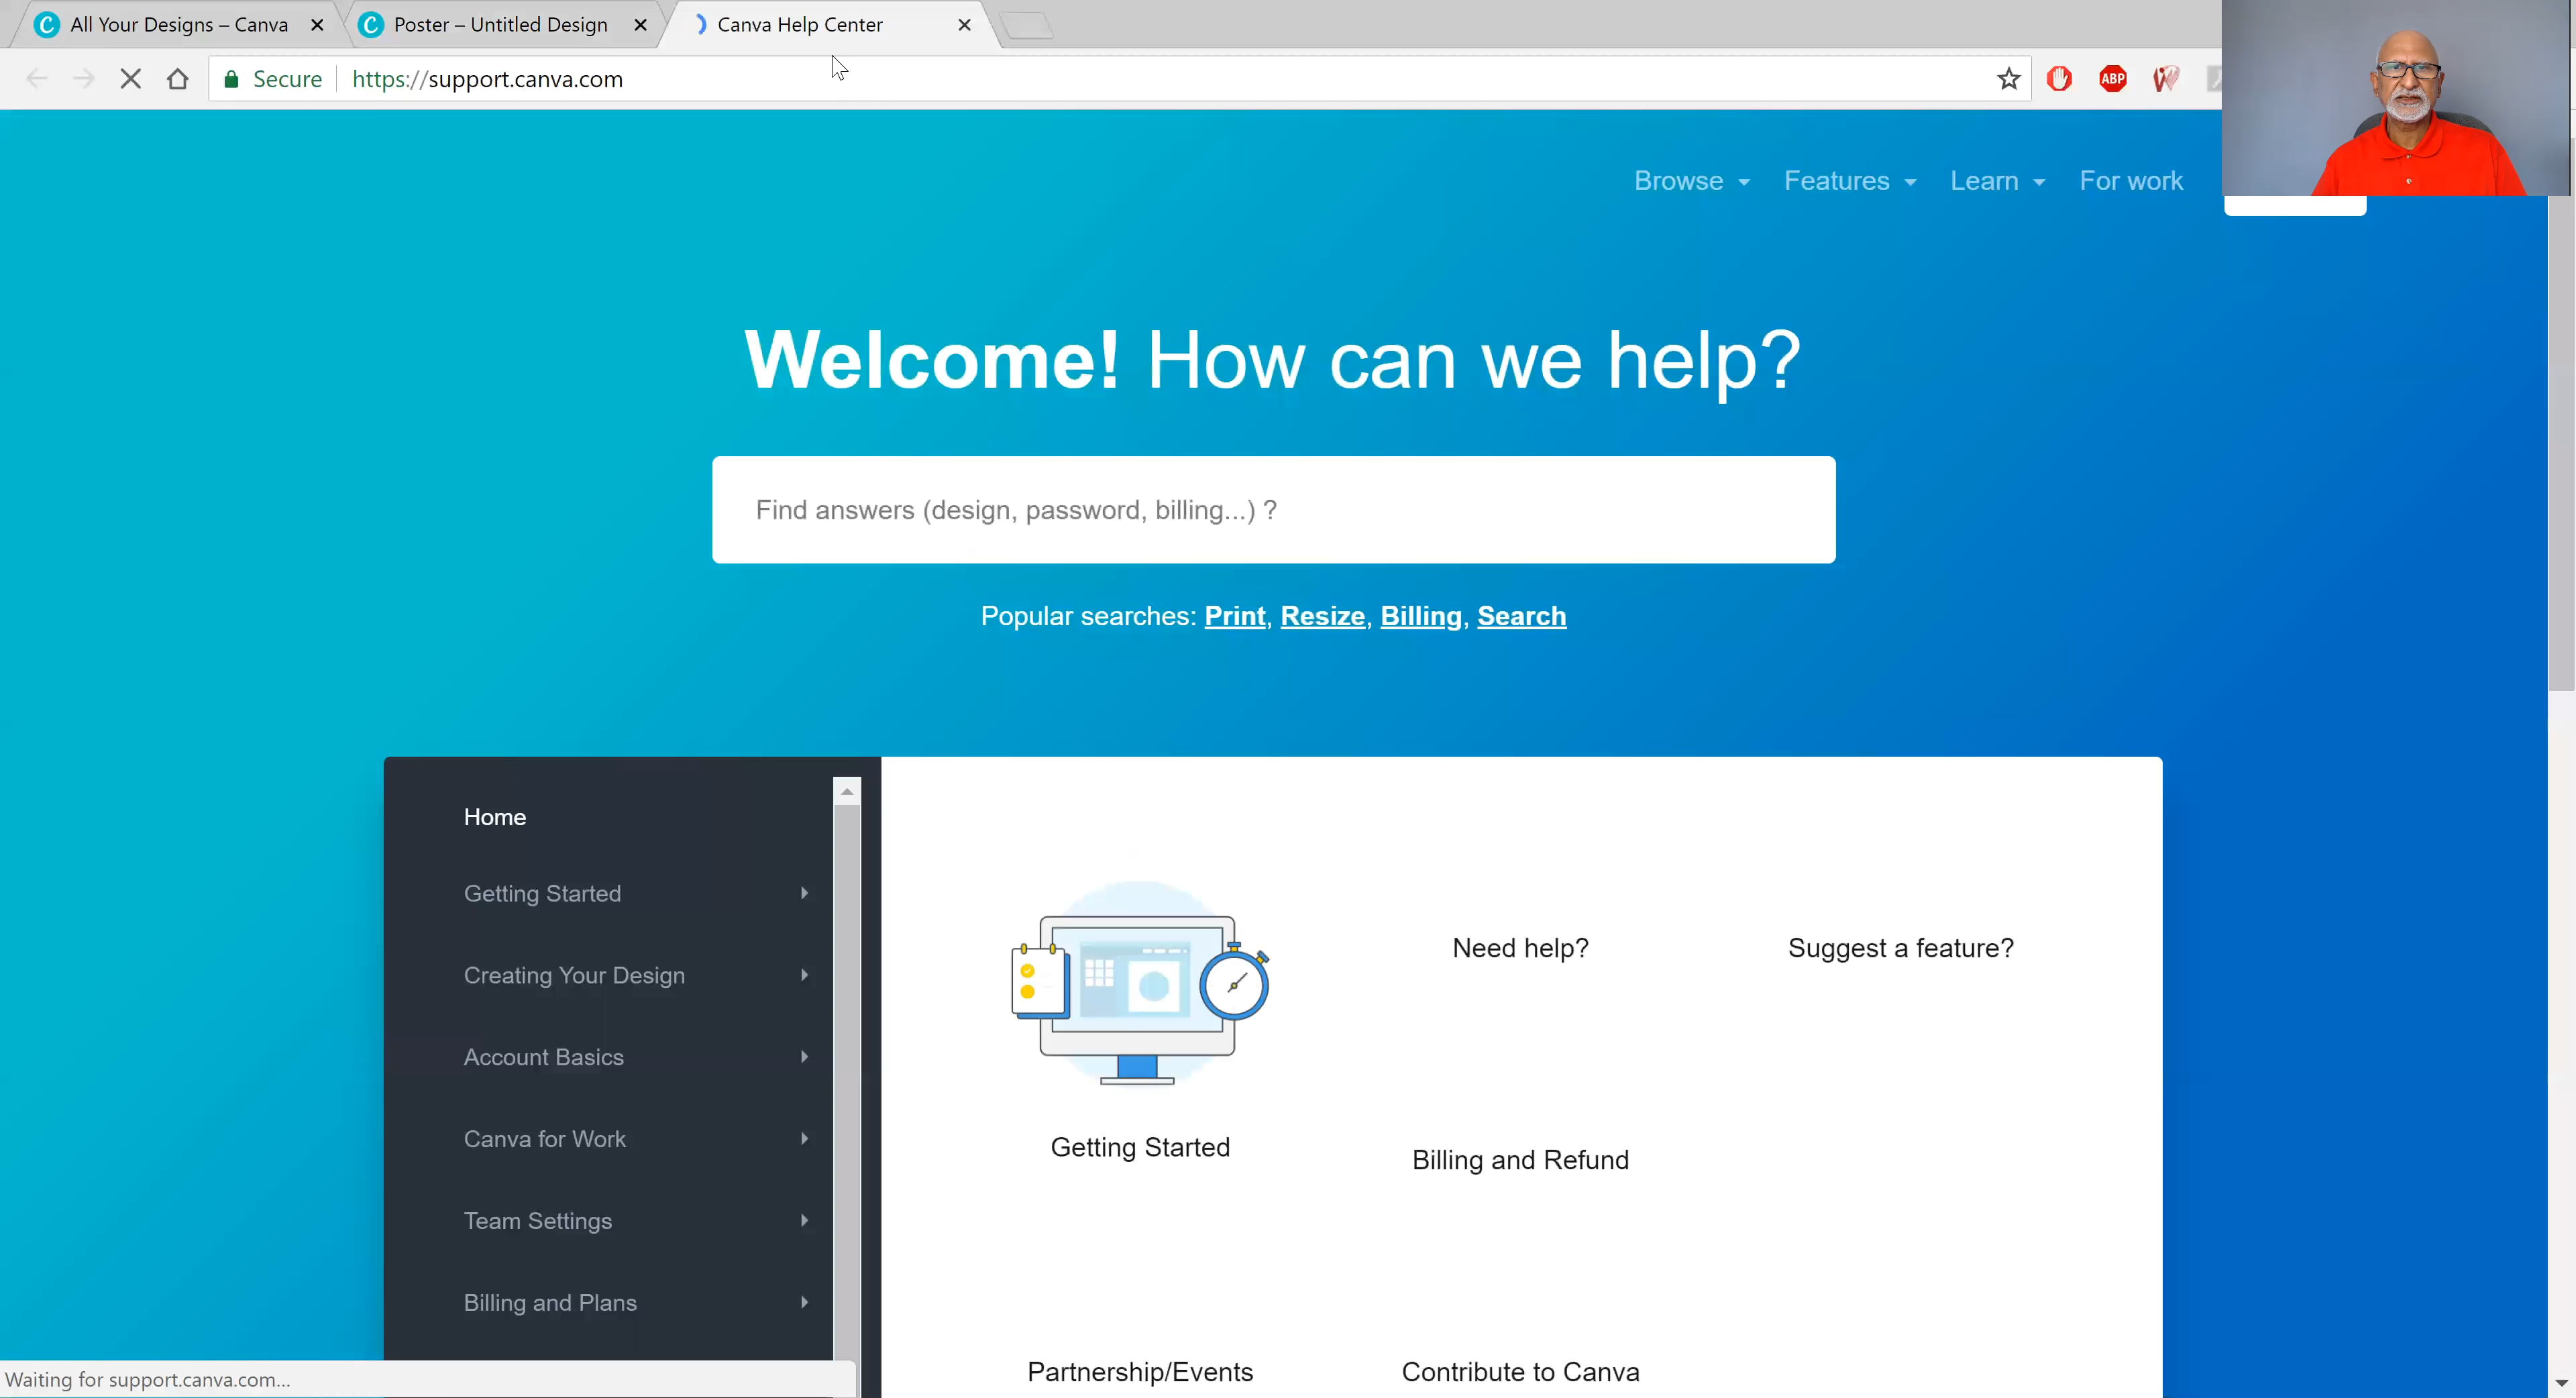 All Your Designs – Canva
Poster – Untitled Design
Canva Help Center
Secure
https://support.canva.com
ABP
Browse
Features
Learn
For work
Welcome! How can we help?
Find answers (design, password, billing...) ?
Popular searches: Print, Resize, Billing, Search
Home
Getting Started
Creating Your Design
Account Basics
Canva for Work
Team Settings
Billing and Plans
Need help?
Suggest a feature?
Getting Started
Billing and Refund
Partnership/Events
Contribute to Canva
Waiting for support.canva.com...